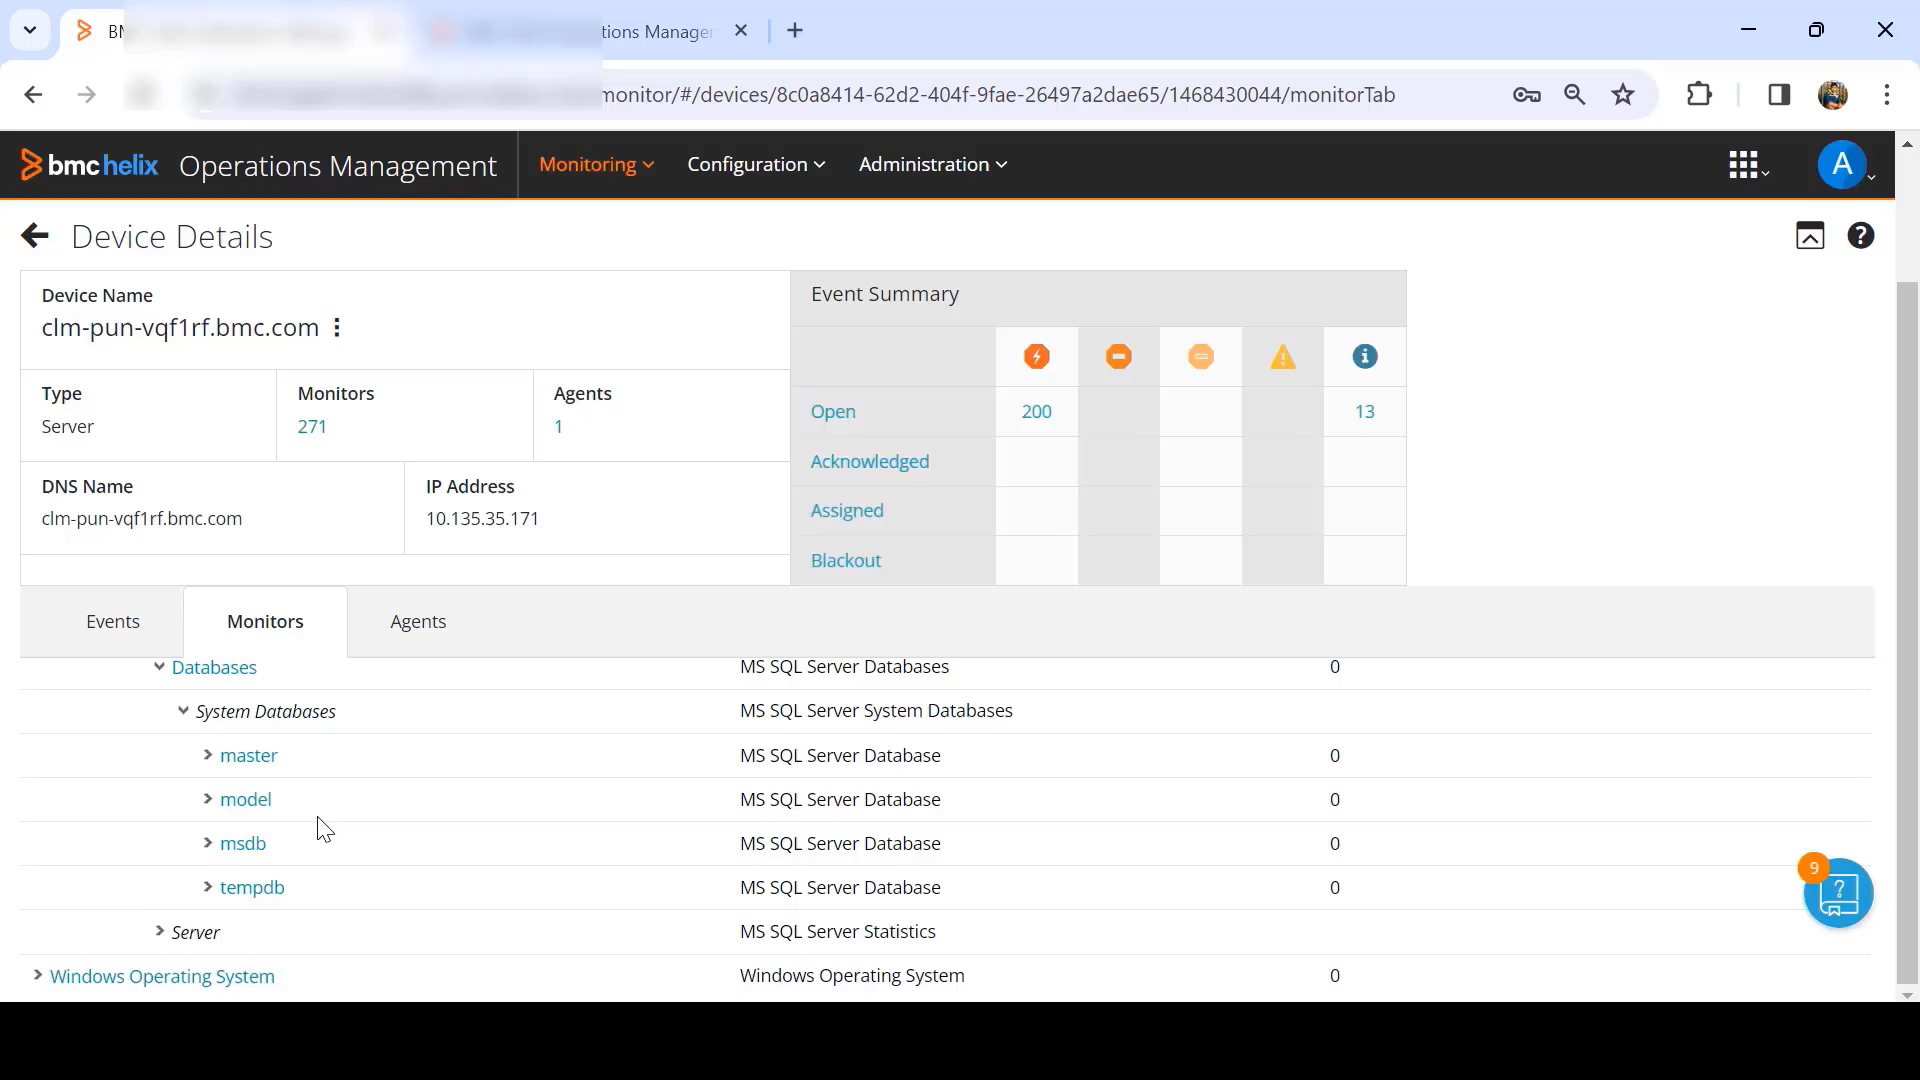 BM
tions Manager
monitor/#/devices/8c0a8414-62d2-404f-9fae-26497a2dae65/1468430044/monitorTab
bmchelix Operations Management Monitoring Configuration Administration A
Device Details
Device Name
clm-pun-vqf1rf.bmc.com
Type Monitors Agents
Server 271 1
DNS Name IP Address
clm-pun-vqf1rf.bmc.com 10.135.35.171
Event Summary
Open 200 13
Acknowledged
Assigned
Blackout
Events Monitors Agents
Databases MS SQL Server Databases 0
System Databases MS SQL Server System Databases
master MS SQL Server Database 0
model MS SQL Server Database 0
msdb MS SQL Server Database 0
9
tempdb MS SQL Server Database 0
Server MS SQL Server Statistics
Windows Operating System Windows Operating System 0